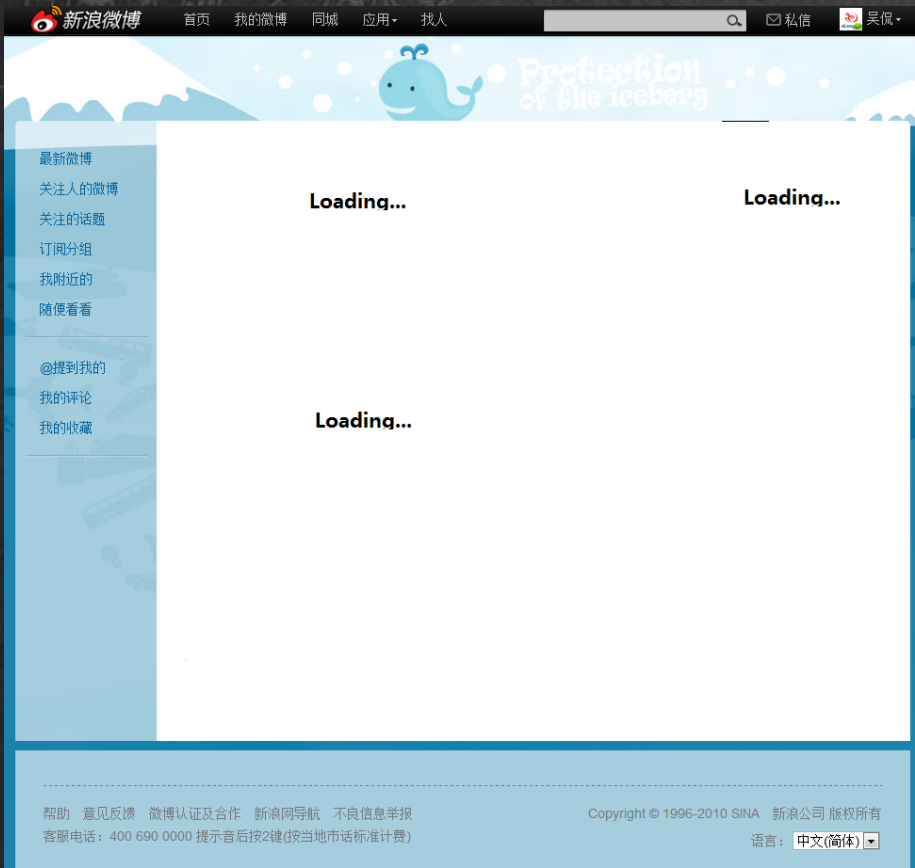 新浪微博 首页 我的微博 同城 应用 找人 私信 吴侃
Protection
of the iceberg
最新微博
关注人的微博
关注的话题
订阅分组
我附近的
随便看看
@提到我的
我的评论
我的收藏
Loading...
Loading...
Loading...
帮助 意见反馈 微博认证及合作 新浪网导航 不良信息举报
客服电话：400 690 0000 提示音后按2键(按当地市话标准计费)
Copyright © 1996-2010 SINA 新浪公司 版权所有
语言： 中文(简体)